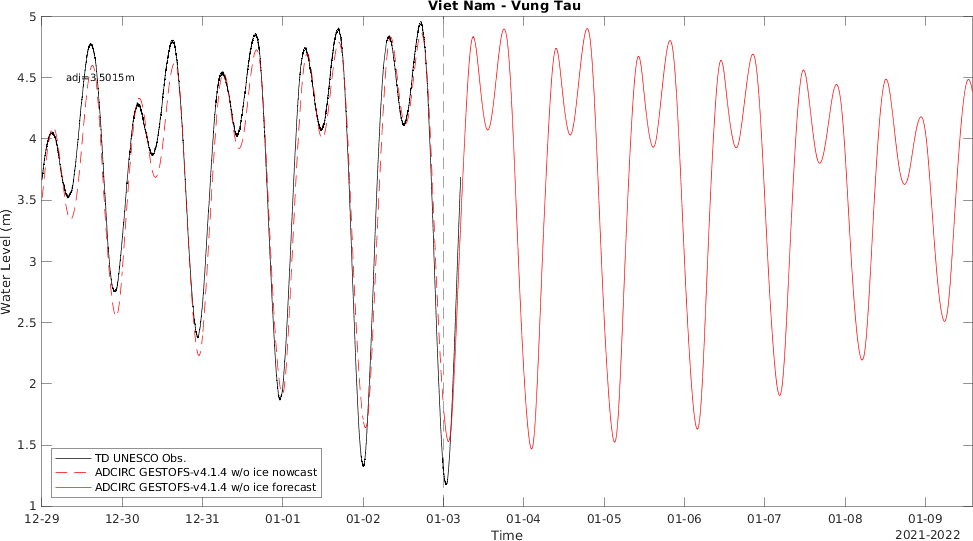 Viet Nam - Vung Tau
5
4.5
adj=3.5015m
4
3.5
3
2.5
2
1.5
1
Water Level (m)
TD UNESCO Obs.
ADCIRC GESTOFS-v4.1.4 w/o ice nowcast
ADCIRC GESTOFS-v4.1.4 w/o ice forecast
12-29 12-30 12-31 01-01 01-02 01-03 01-04 01-05 01-06 01-07 01-08 01-09
Time
2021-2022